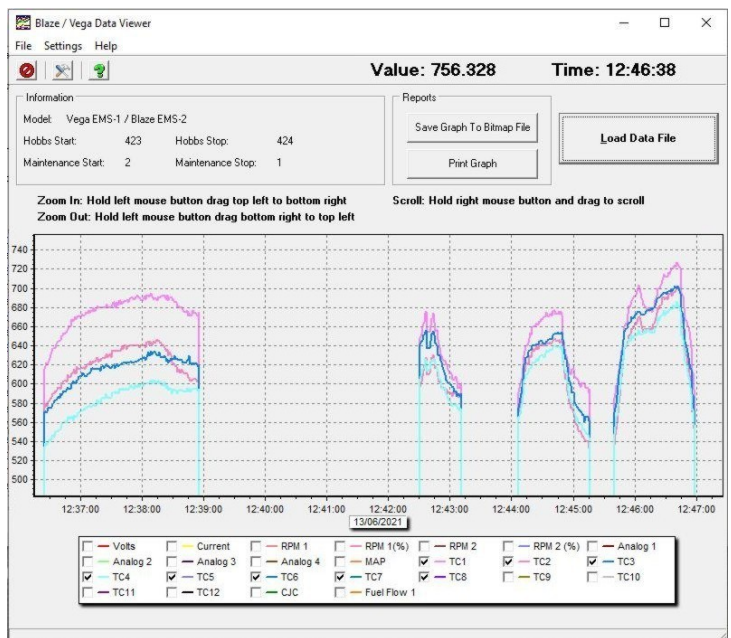 Blaze / Vega Data Viewer
File Settings Help
Value: 756.328 Time: 12:46:38
Information
Model: Vega EMS-1 / Blaze EMS-2
Hobbs Start: 423 Hobbs Stop: 424
Maintenance Start: 2 Maintenance Stop: 1
Reports
Save Graph To Bitmap File
Print Graph
Load Data File
Zoom In: Hold left mouse button drag top left to bottom right
Zoom Out: Hold left mouse button drag bottom right to top left
Scroll: Hold right mouse button and drag to scroll
740
720
700
680
660
640
620
600
580
560
540
520
500
12:37:00 12:38:00 12:39:00 12:40:00 12:41:00 12:42:00 12:43:00 12:44:00 12:45:00 12:46:00 12:47:00
13/06/2021
Volts Current RPM 1 RPM 1(%) RPM 2 RPM 2 (%) Analog 1
Analog 2 Analog 3 Analog 4 MAP TC1 TC2 TC3
TC4 TC5 TC6 TC7 TC8 TC9 TC10
TC11 TC12 CJC Fuel Flow 1